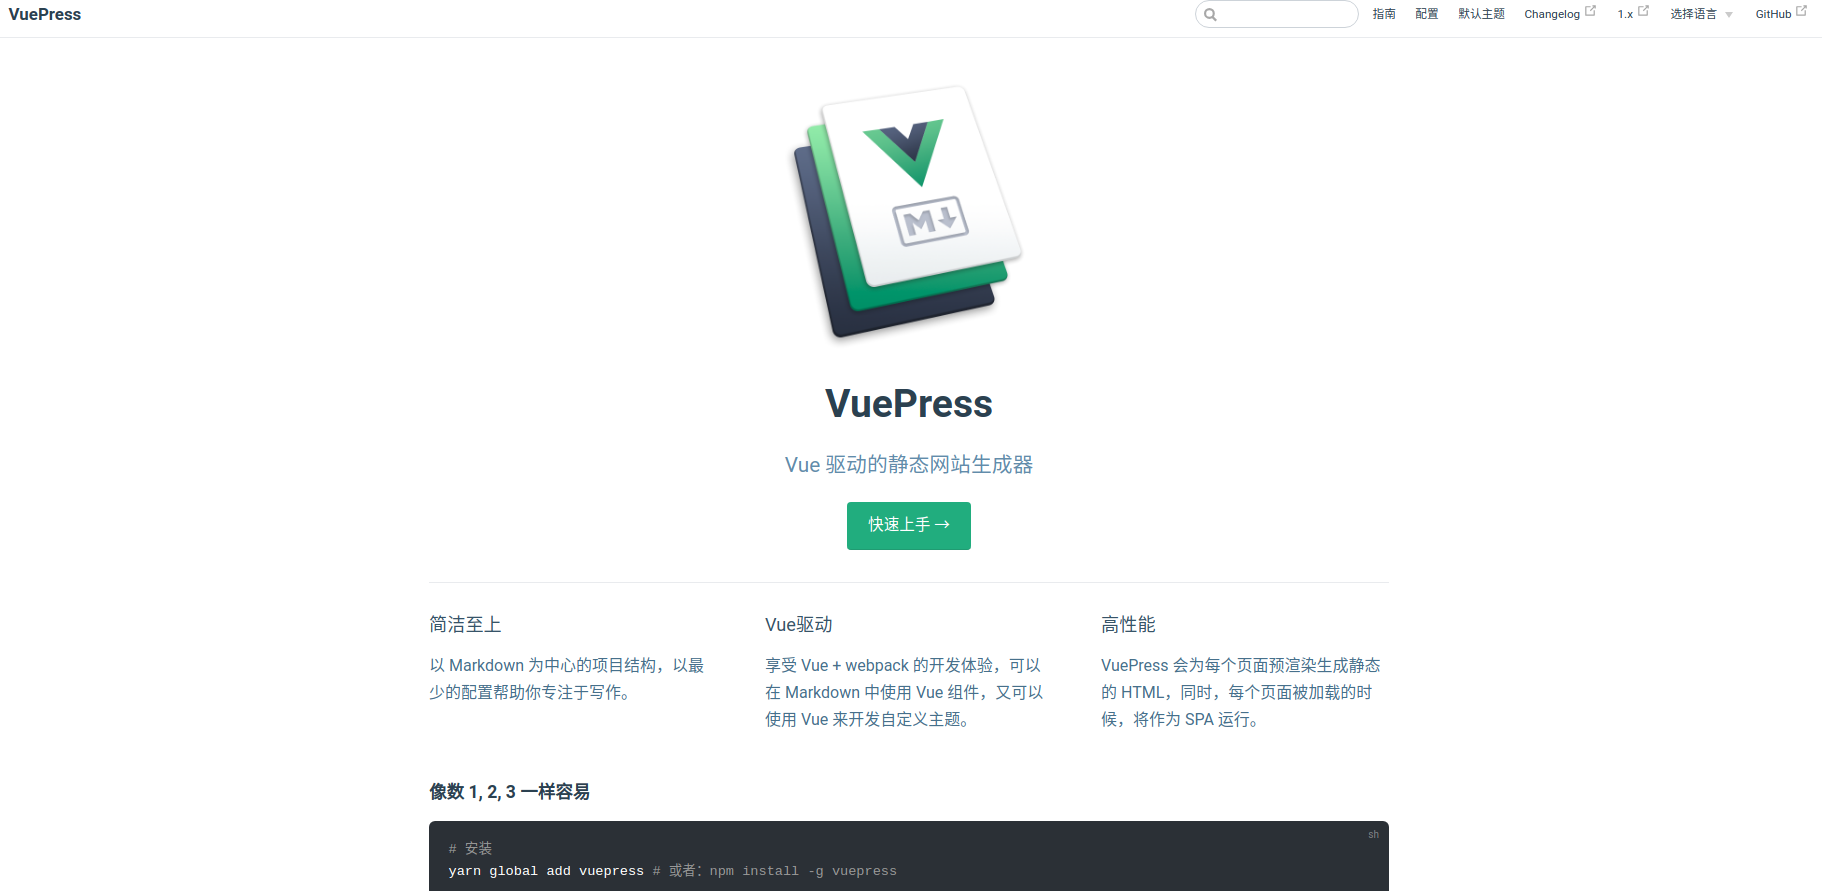 VuePress
指南 配置 默认主题 Changelog 1.x 选择语言 GitHub
M
VuePress
Vue 驱动的静态网站生成器
快速上手 →
简洁至上
以 Markdown 为中心的项目结构，以最
少的配置帮助你专注于写作。
Vue驱动
享受 Vue + webpack 的开发体验，可以
在 Markdown 中使用 Vue 组件，又可以
使用 Vue 来开发自定义主题。
高性能
VuePress 会为每个页面预渲染生成静态
的 HTML，同时，每个页面被加载的时
候，将作为 SPA 运行。
像数 1, 2, 3 一样容易
sh
# 安装
yarn global add vuepress # 或者：npm install -g vuepress